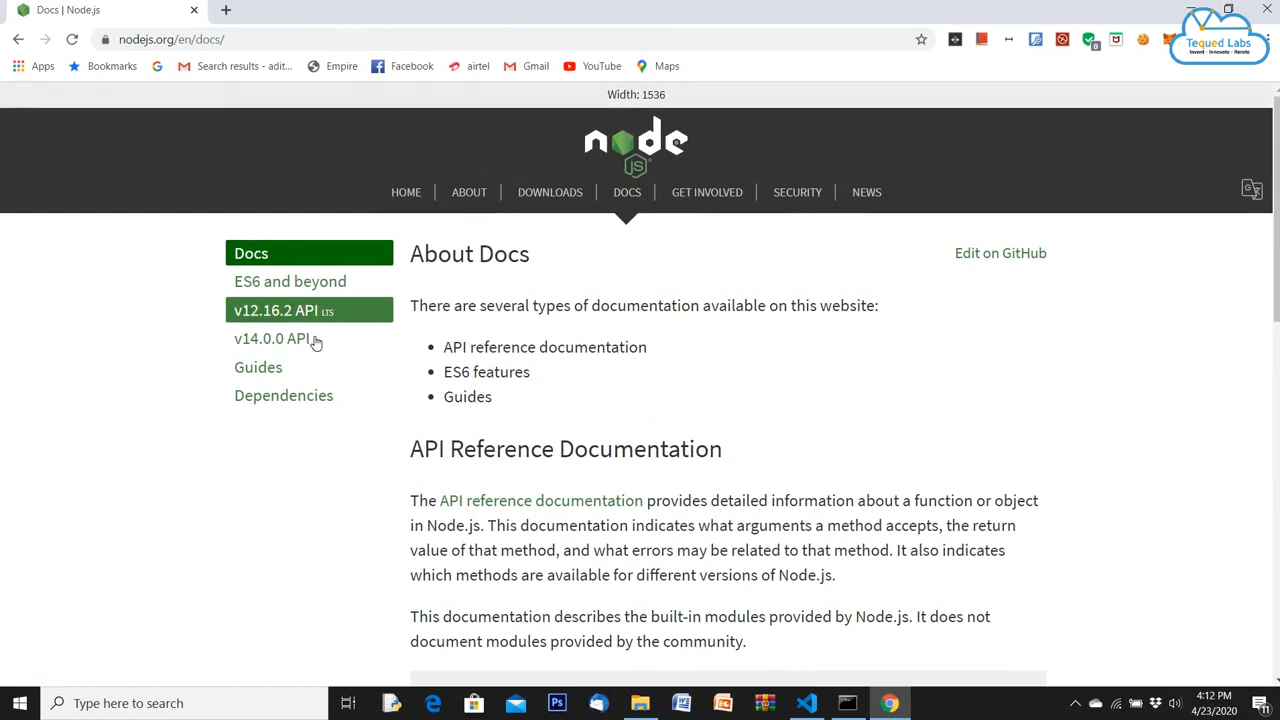 Docs | Node.js
nodejs.org/en/docs/
Tequed Labs
Invent - Innovate - Iterate
Apps
Bookmarks
Search results - adit...
Empire
Facebook
airtel
Gmail
YouTube
Maps
Width: 1536
node
JS
HOME
ABOUT
DOWNLOADS
DOCS
GET INVOLVED
SECURITY
NEWS
Docs
ES6 and beyond
v12.16.2 API LTS
v14.0.0 API
Guides
Dependencies
About Docs
Edit on GitHub
There are several types of documentation available on this website:
• API reference documentation
• ES6 features
• Guides
API Reference Documentation
The API reference documentation provides detailed information about a function or object
in Node.js. This documentation indicates what arguments a method accepts, the return
value of that method, and what errors may be related to that method. It also indicates
which methods are available for different versions of Node.js.
This documentation describes the built-in modules provided by Node.js. It does not
document modules provided by the community.
Type here to search
4:12 PM
4/23/2020